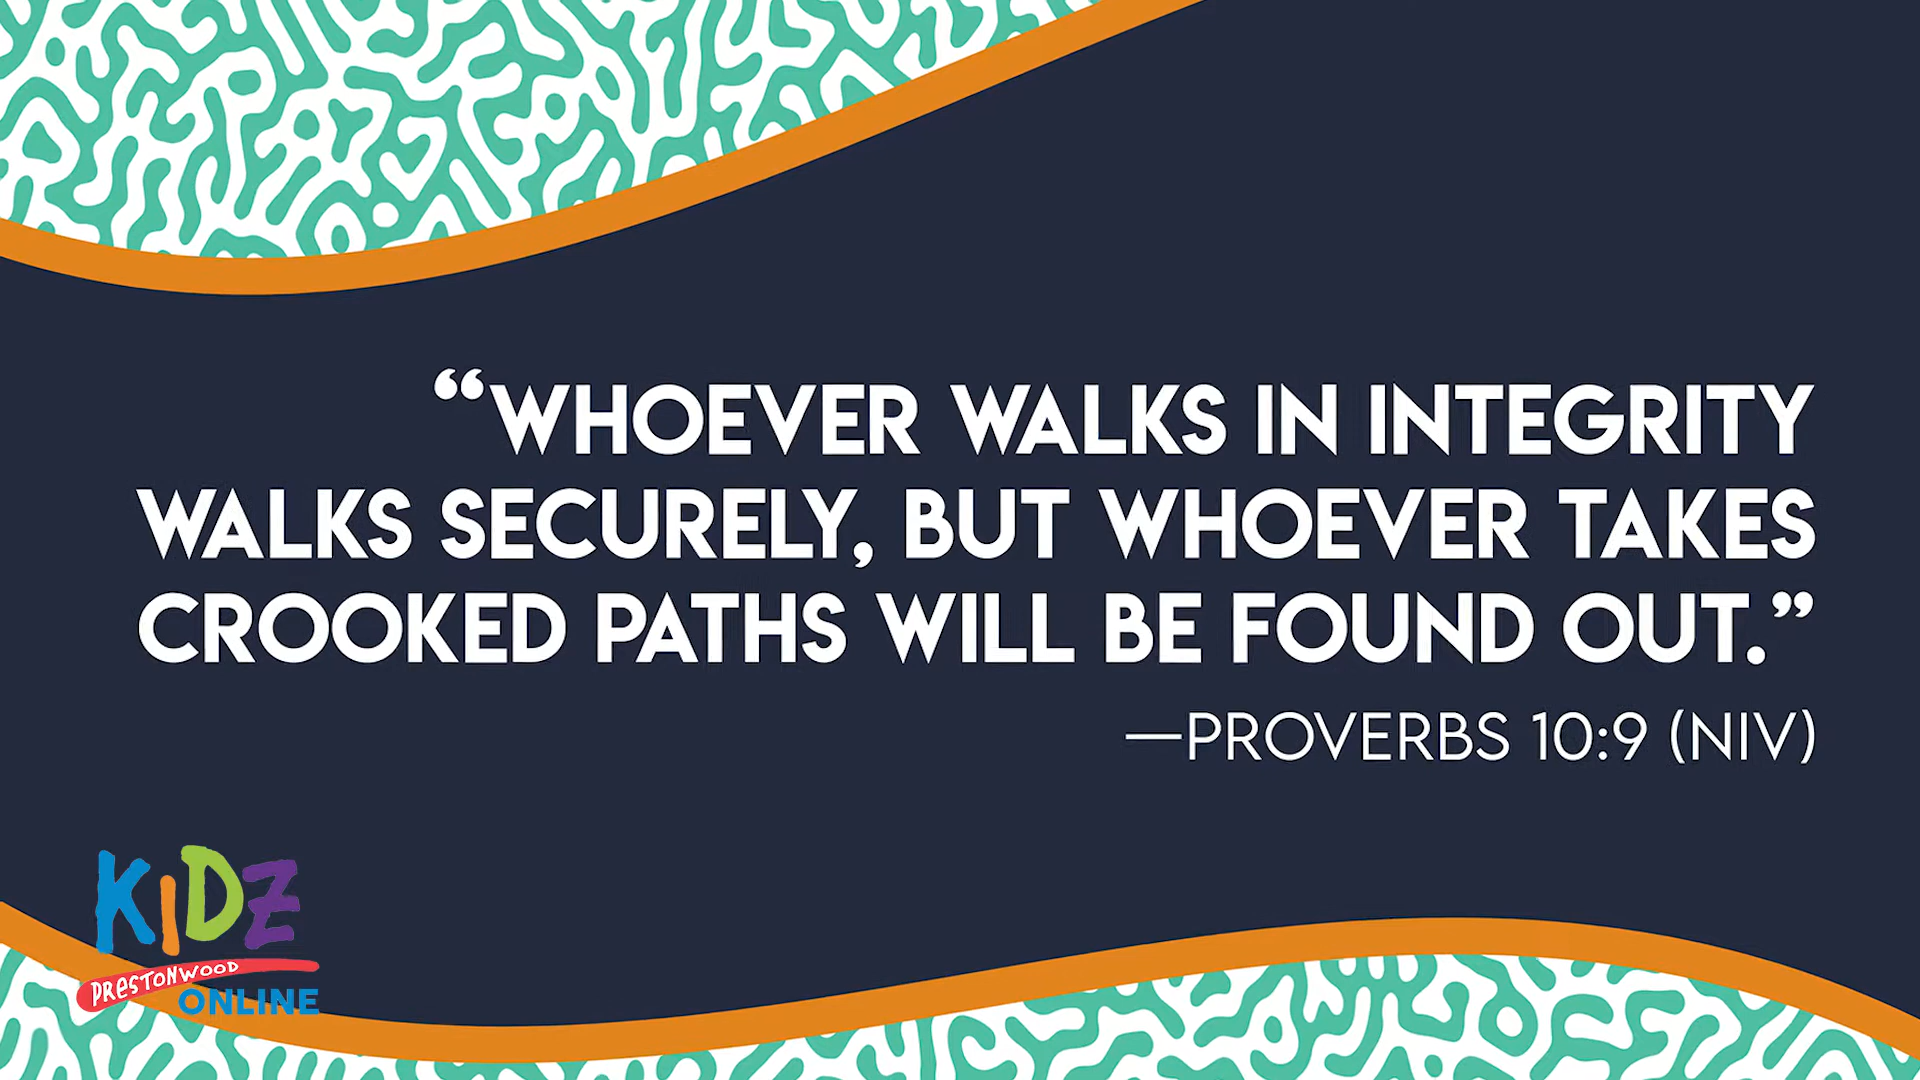 “WHOEVER WALKS IN INTEGRITY
WALKS SECURELY, BUT WHOEVER TAKES
CROOKED PATHS WILL BE FOUND OUT.”
—PROVERBS 10:9 (NIV)
KiDZ
PRESTONWOOD
ONLINE